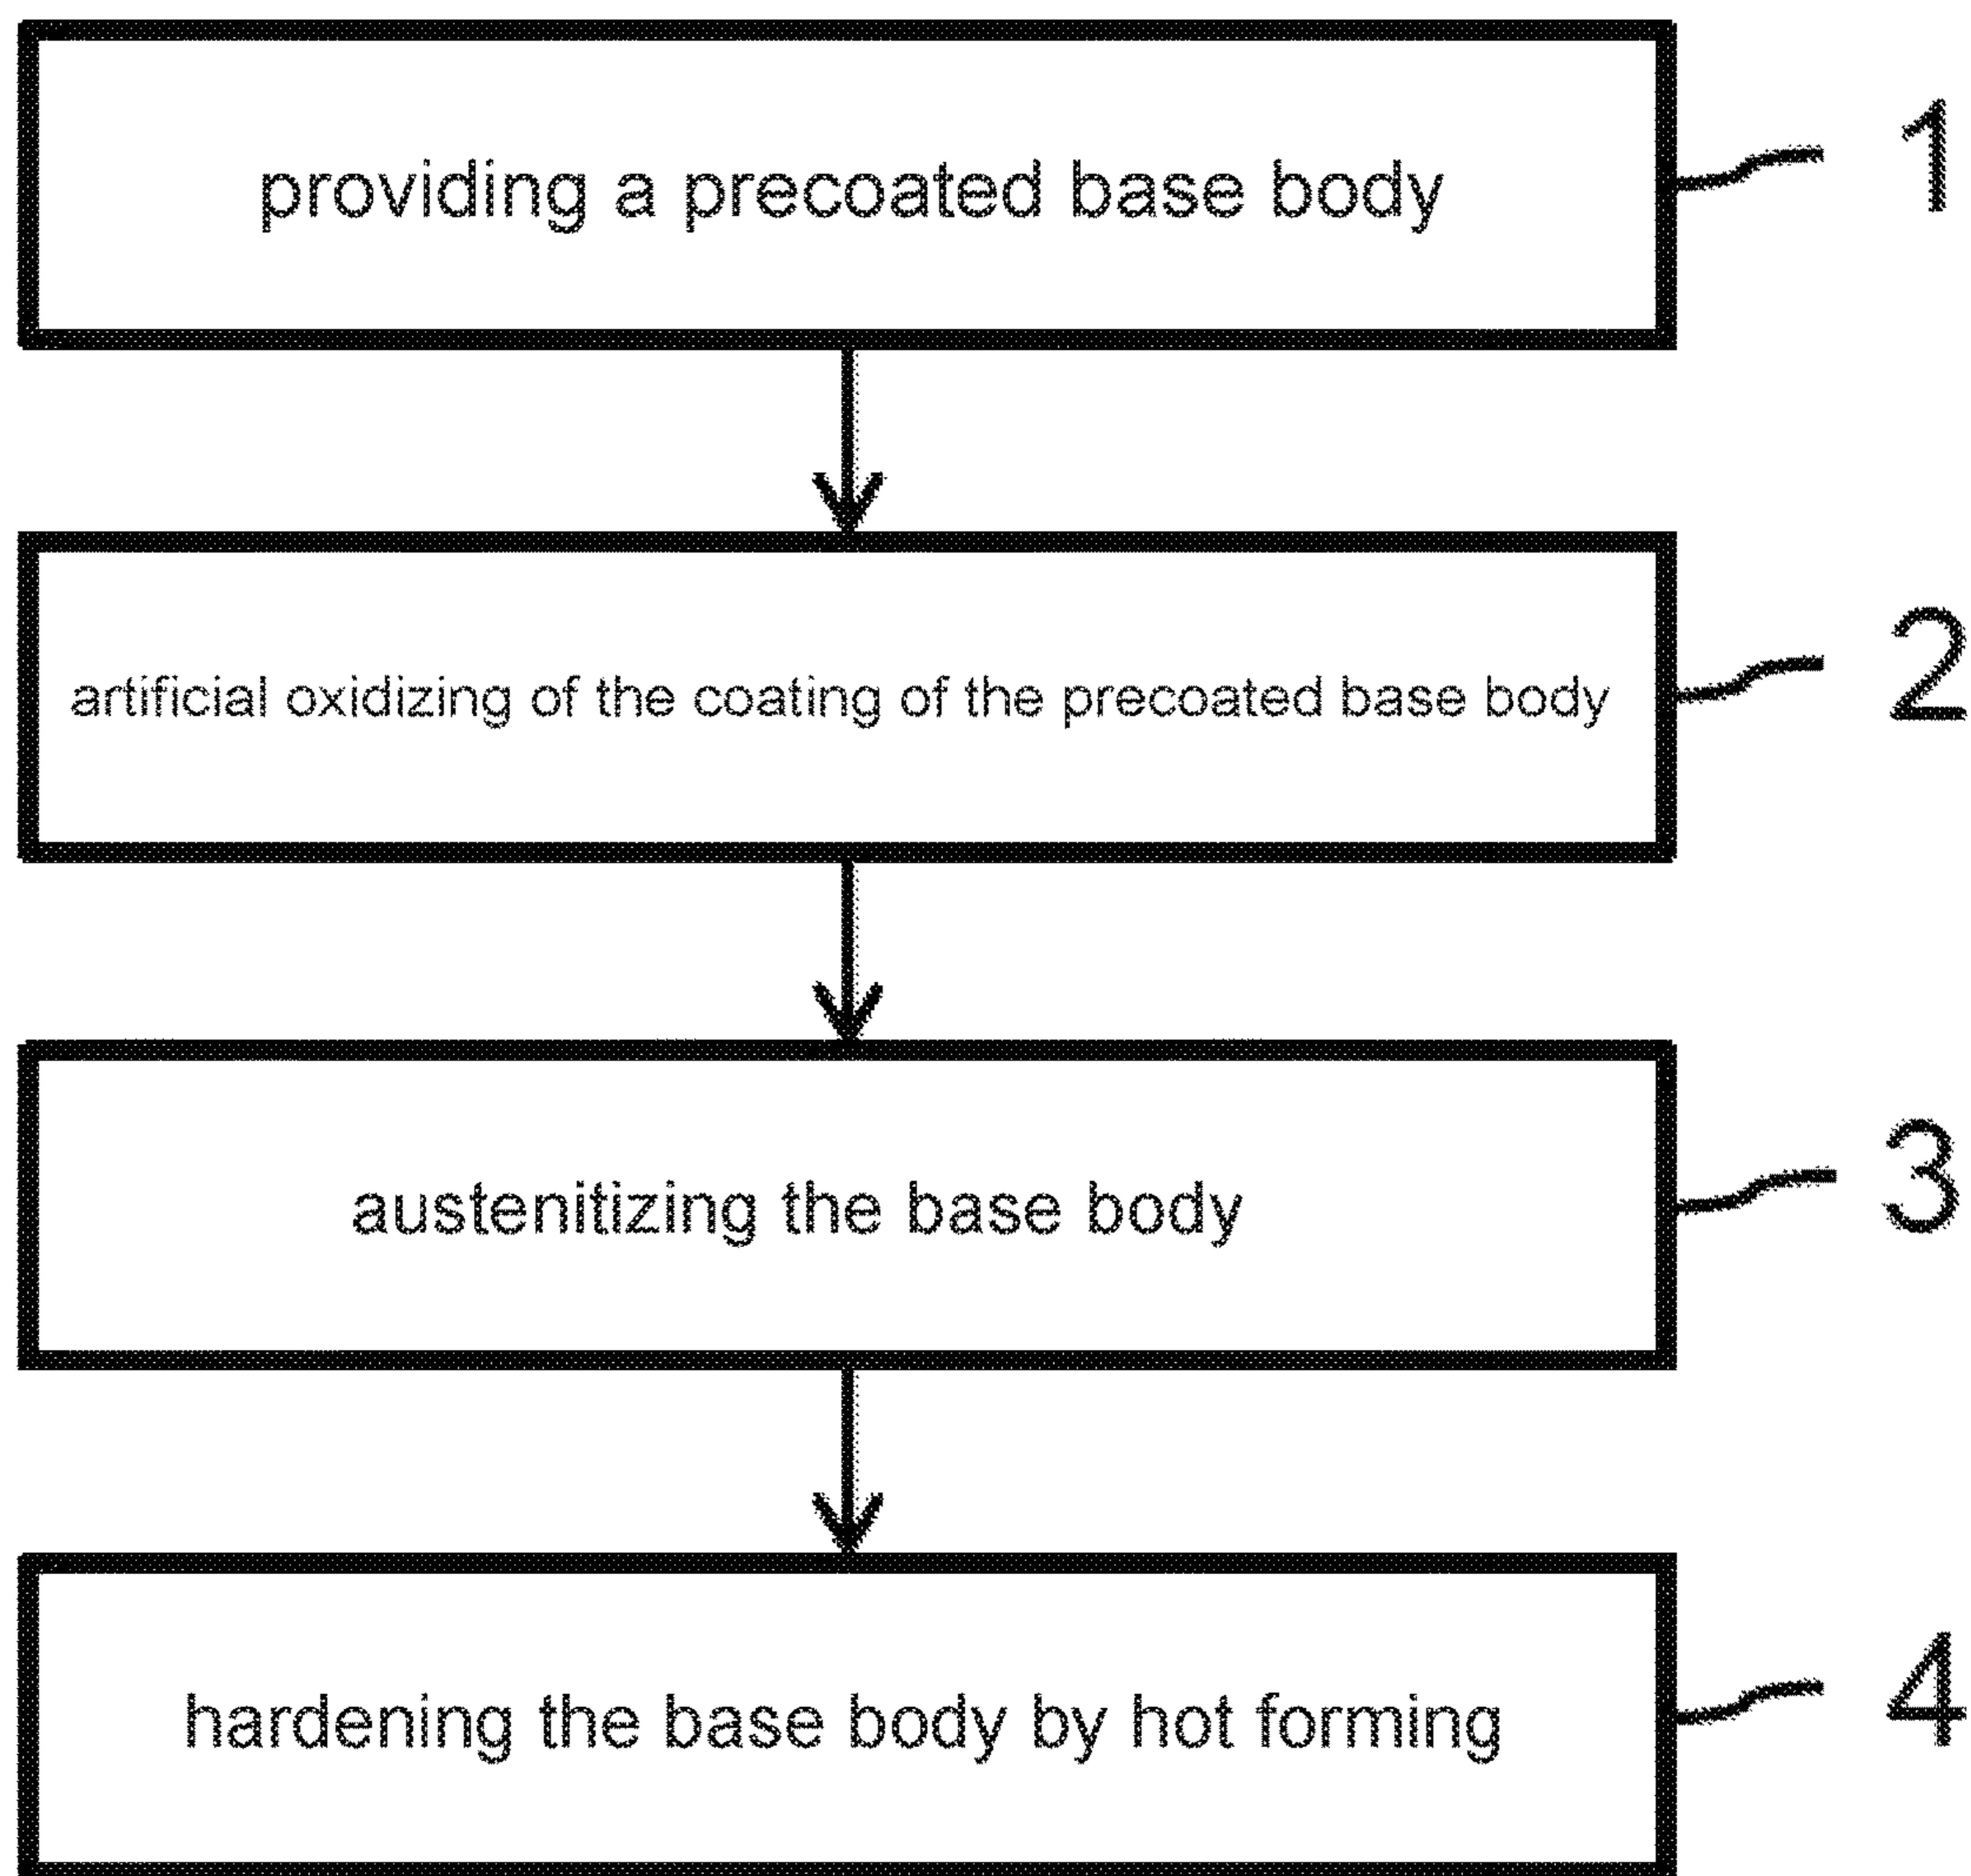 providing a precoated base body
1
artificial oxidizing of the coating of the precoated base body
2
austenitizing the base body
3
hardening the base body by hot forming
4